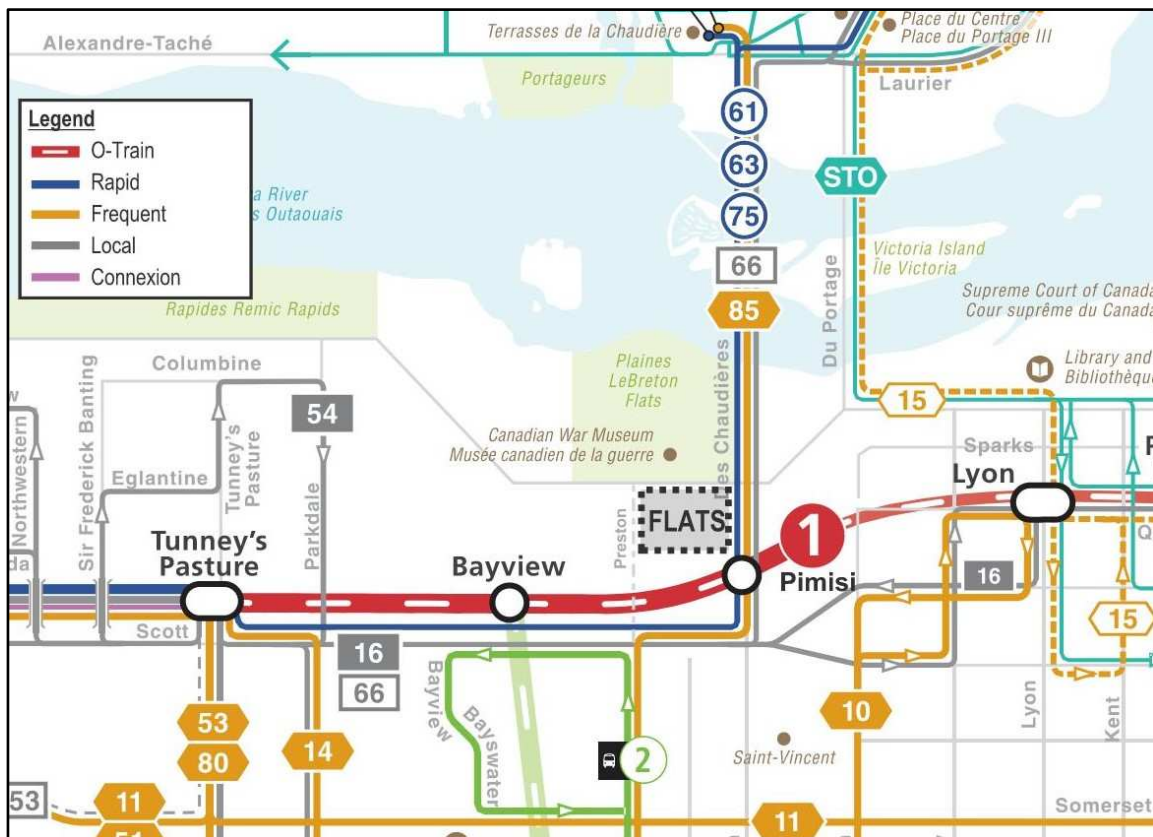 Alexandre-Taché
Terrasses de la Chaudière
Place du Centre
Place du Portage III
Portageurs
Laurier
Legend
O-Train
Rapid
Frequent
Local
Connexion
a River
s Outaouais
61
63
75
66
85
STO
Du Portage
Victoria Island
Île Victoria
Supreme Court of Canada
Cour suprême du Canada
Rapides Remic Rapids
Columbine
Sir Frederick Banting
Northwestern
w
da
Eglantine
Tunney's
Pasture
54
Parkdale
Plaines
LeBreton
Flats
Des Chaudières
Canadian War Museum
Musée canadien de la guerre
Library and
Bibliothèque
15
Sparks
Lyon
FLATS
Preston
1
Pimisi
Tunney's
Pasture
Bayview
16
Q
15
Scott
16
66
Bayview
Bayswater
53
80
14
2
10
Lyon
Kent
Saint-Vincent
53
11
51
11
Somerset